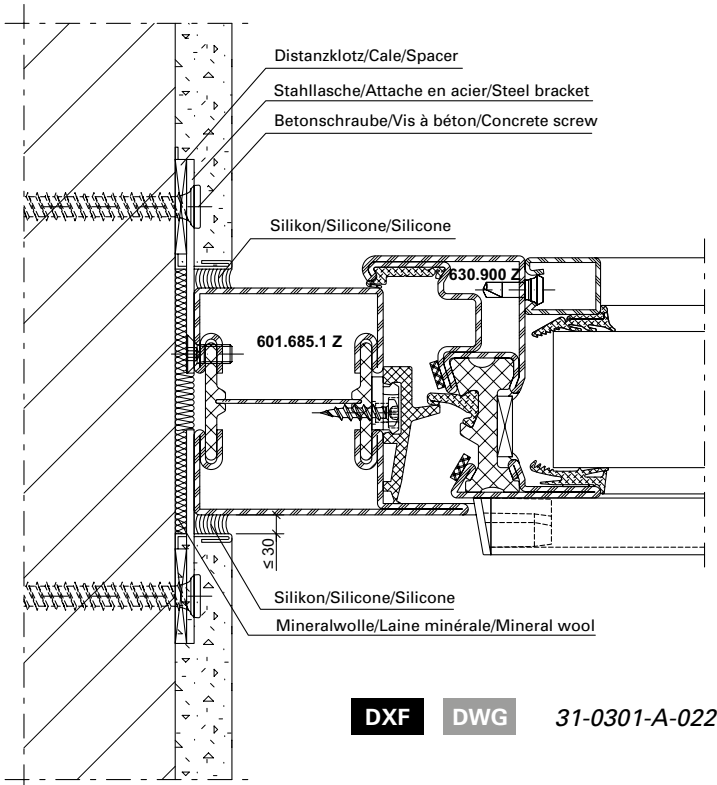 Distanzklotz/Cale/Spacer
Stahllasche/Attache en acier/Steel bracket
Betonschraube/Vis à béton/Concrete screw
Silikon/Silicone/Silicone
630.900 Z
601.685.1 Z
≤ 30
Silikon/Silicone/Silicone
Mineralwolle/Laine minérale/Mineral wool
DXF DWG 31-0301-A-022